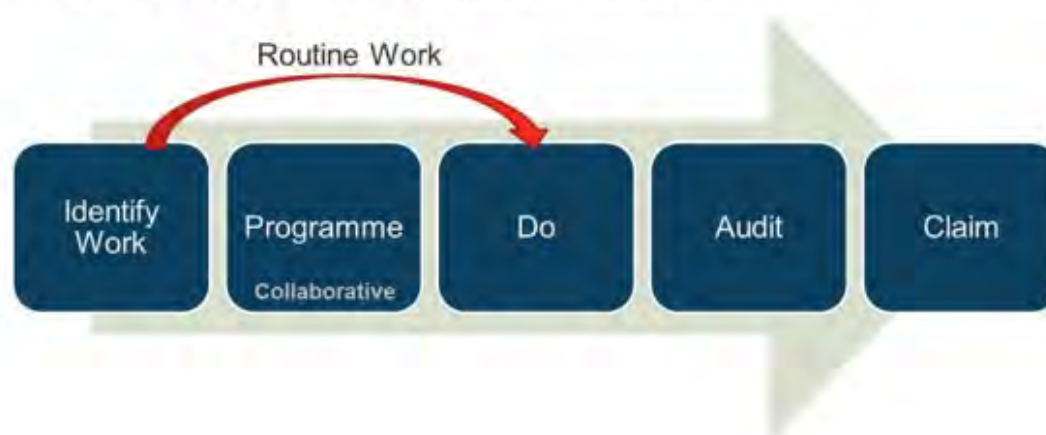 Routine Work
Identify
Work
Programme
Collaborative
Do
Audit
Claim